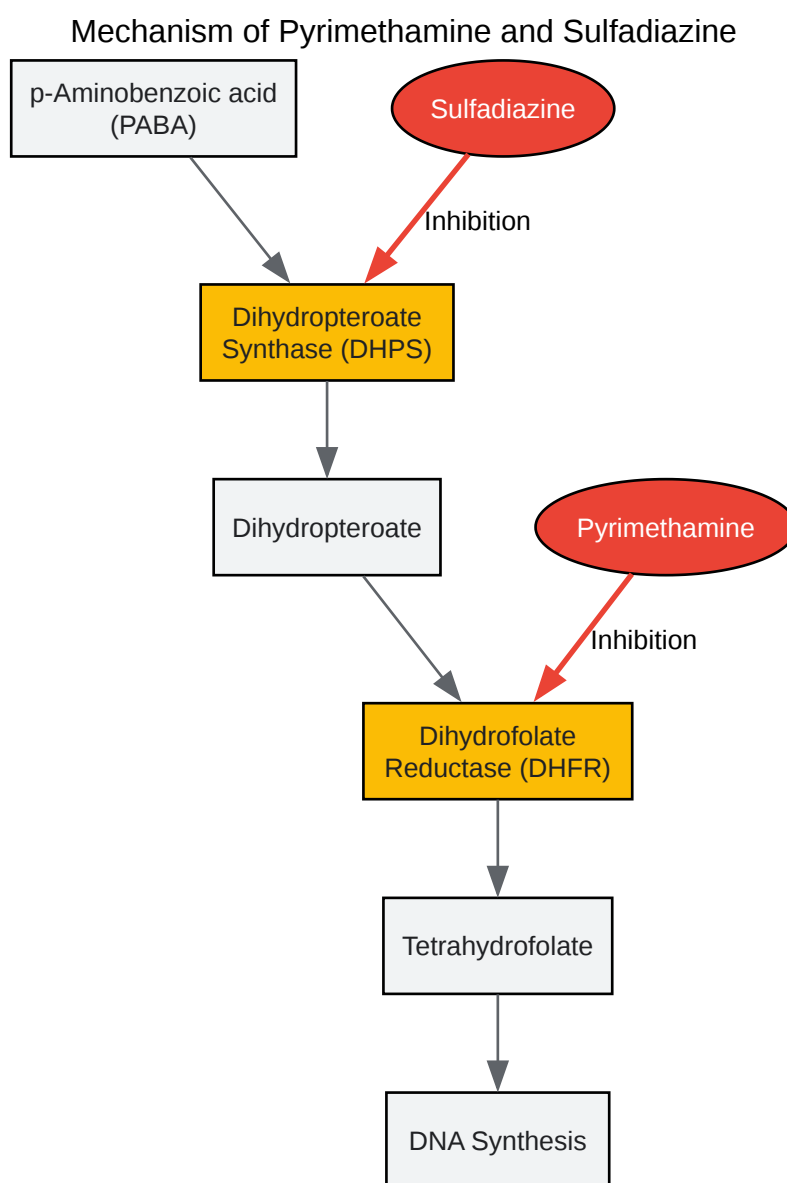 Mechanism of Pyrimethamine and Sulfadiazine
p-Aminobenzoic acid
(PABA)
Sulfadiazine
Inhibition
Dihydropteroate
Synthase (DHPS)
Dihydropteroate
Pyrimethamine
Inhibition
Dihydrofolate
Reductase (DHFR)
Tetrahydrofolate
DNA Synthesis